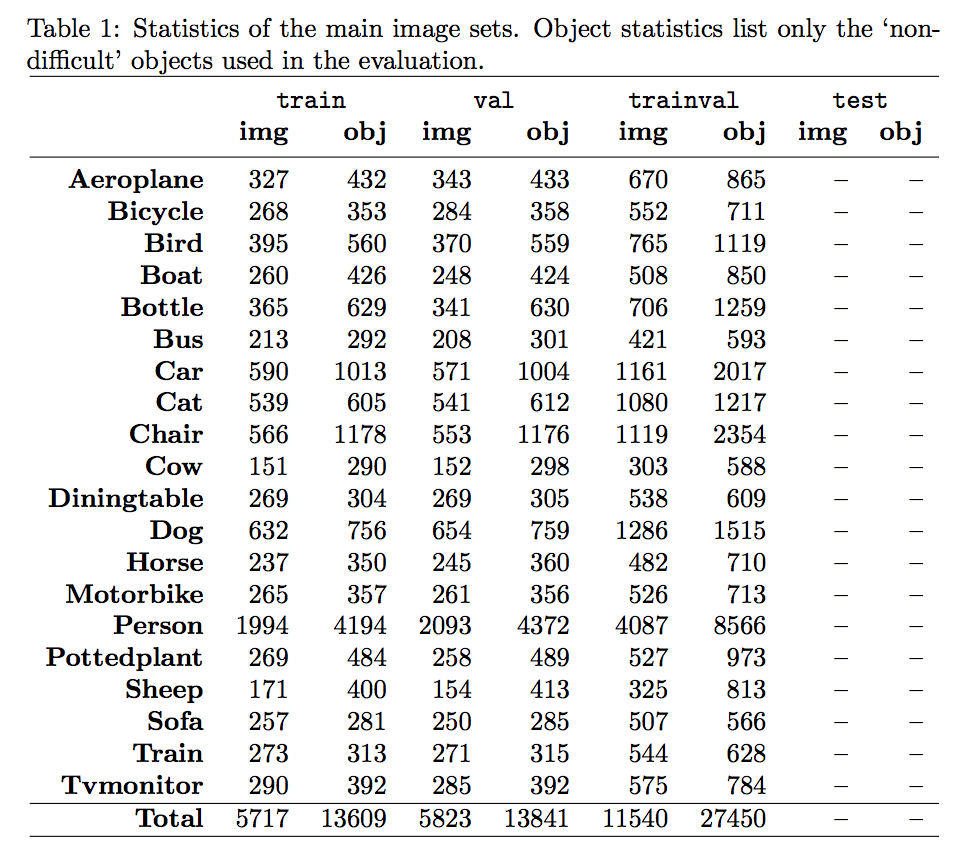 Table 1: Statistics of the main image sets. Object statistics list only the ‘non-
difficult’ objects used in the evaluation.
train val trainval test
img obj img obj img obj img obj
Aeroplane 327 432 343 433 670 865 – –
Bicycle 268 353 284 358 552 711 – –
Bird 395 560 370 559 765 1119 – –
Boat 260 426 248 424 508 850 – –
Bottle 365 629 341 630 706 1259 – –
Bus 213 292 208 301 421 593 – –
Car 590 1013 571 1004 1161 2017 – –
Cat 539 605 541 612 1080 1217 – –
Chair 566 1178 553 1176 1119 2354 – –
Cow 151 290 152 298 303 588 – –
Diningtable 269 304 269 305 538 609 – –
Dog 632 756 654 759 1286 1515 – –
Horse 237 350 245 360 482 710 – –
Motorbike 265 357 261 356 526 713 – –
Person 1994 4194 2093 4372 4087 8566 – –
Pottedplant 269 484 258 489 527 973 – –
Sheep 171 400 154 413 325 813 – –
Sofa 257 281 250 285 507 566 – –
Train 273 313 271 315 544 628 – –
Tvmonitor 290 392 285 392 575 784 – –
Total 5717 13609 5823 13841 11540 27450 – –